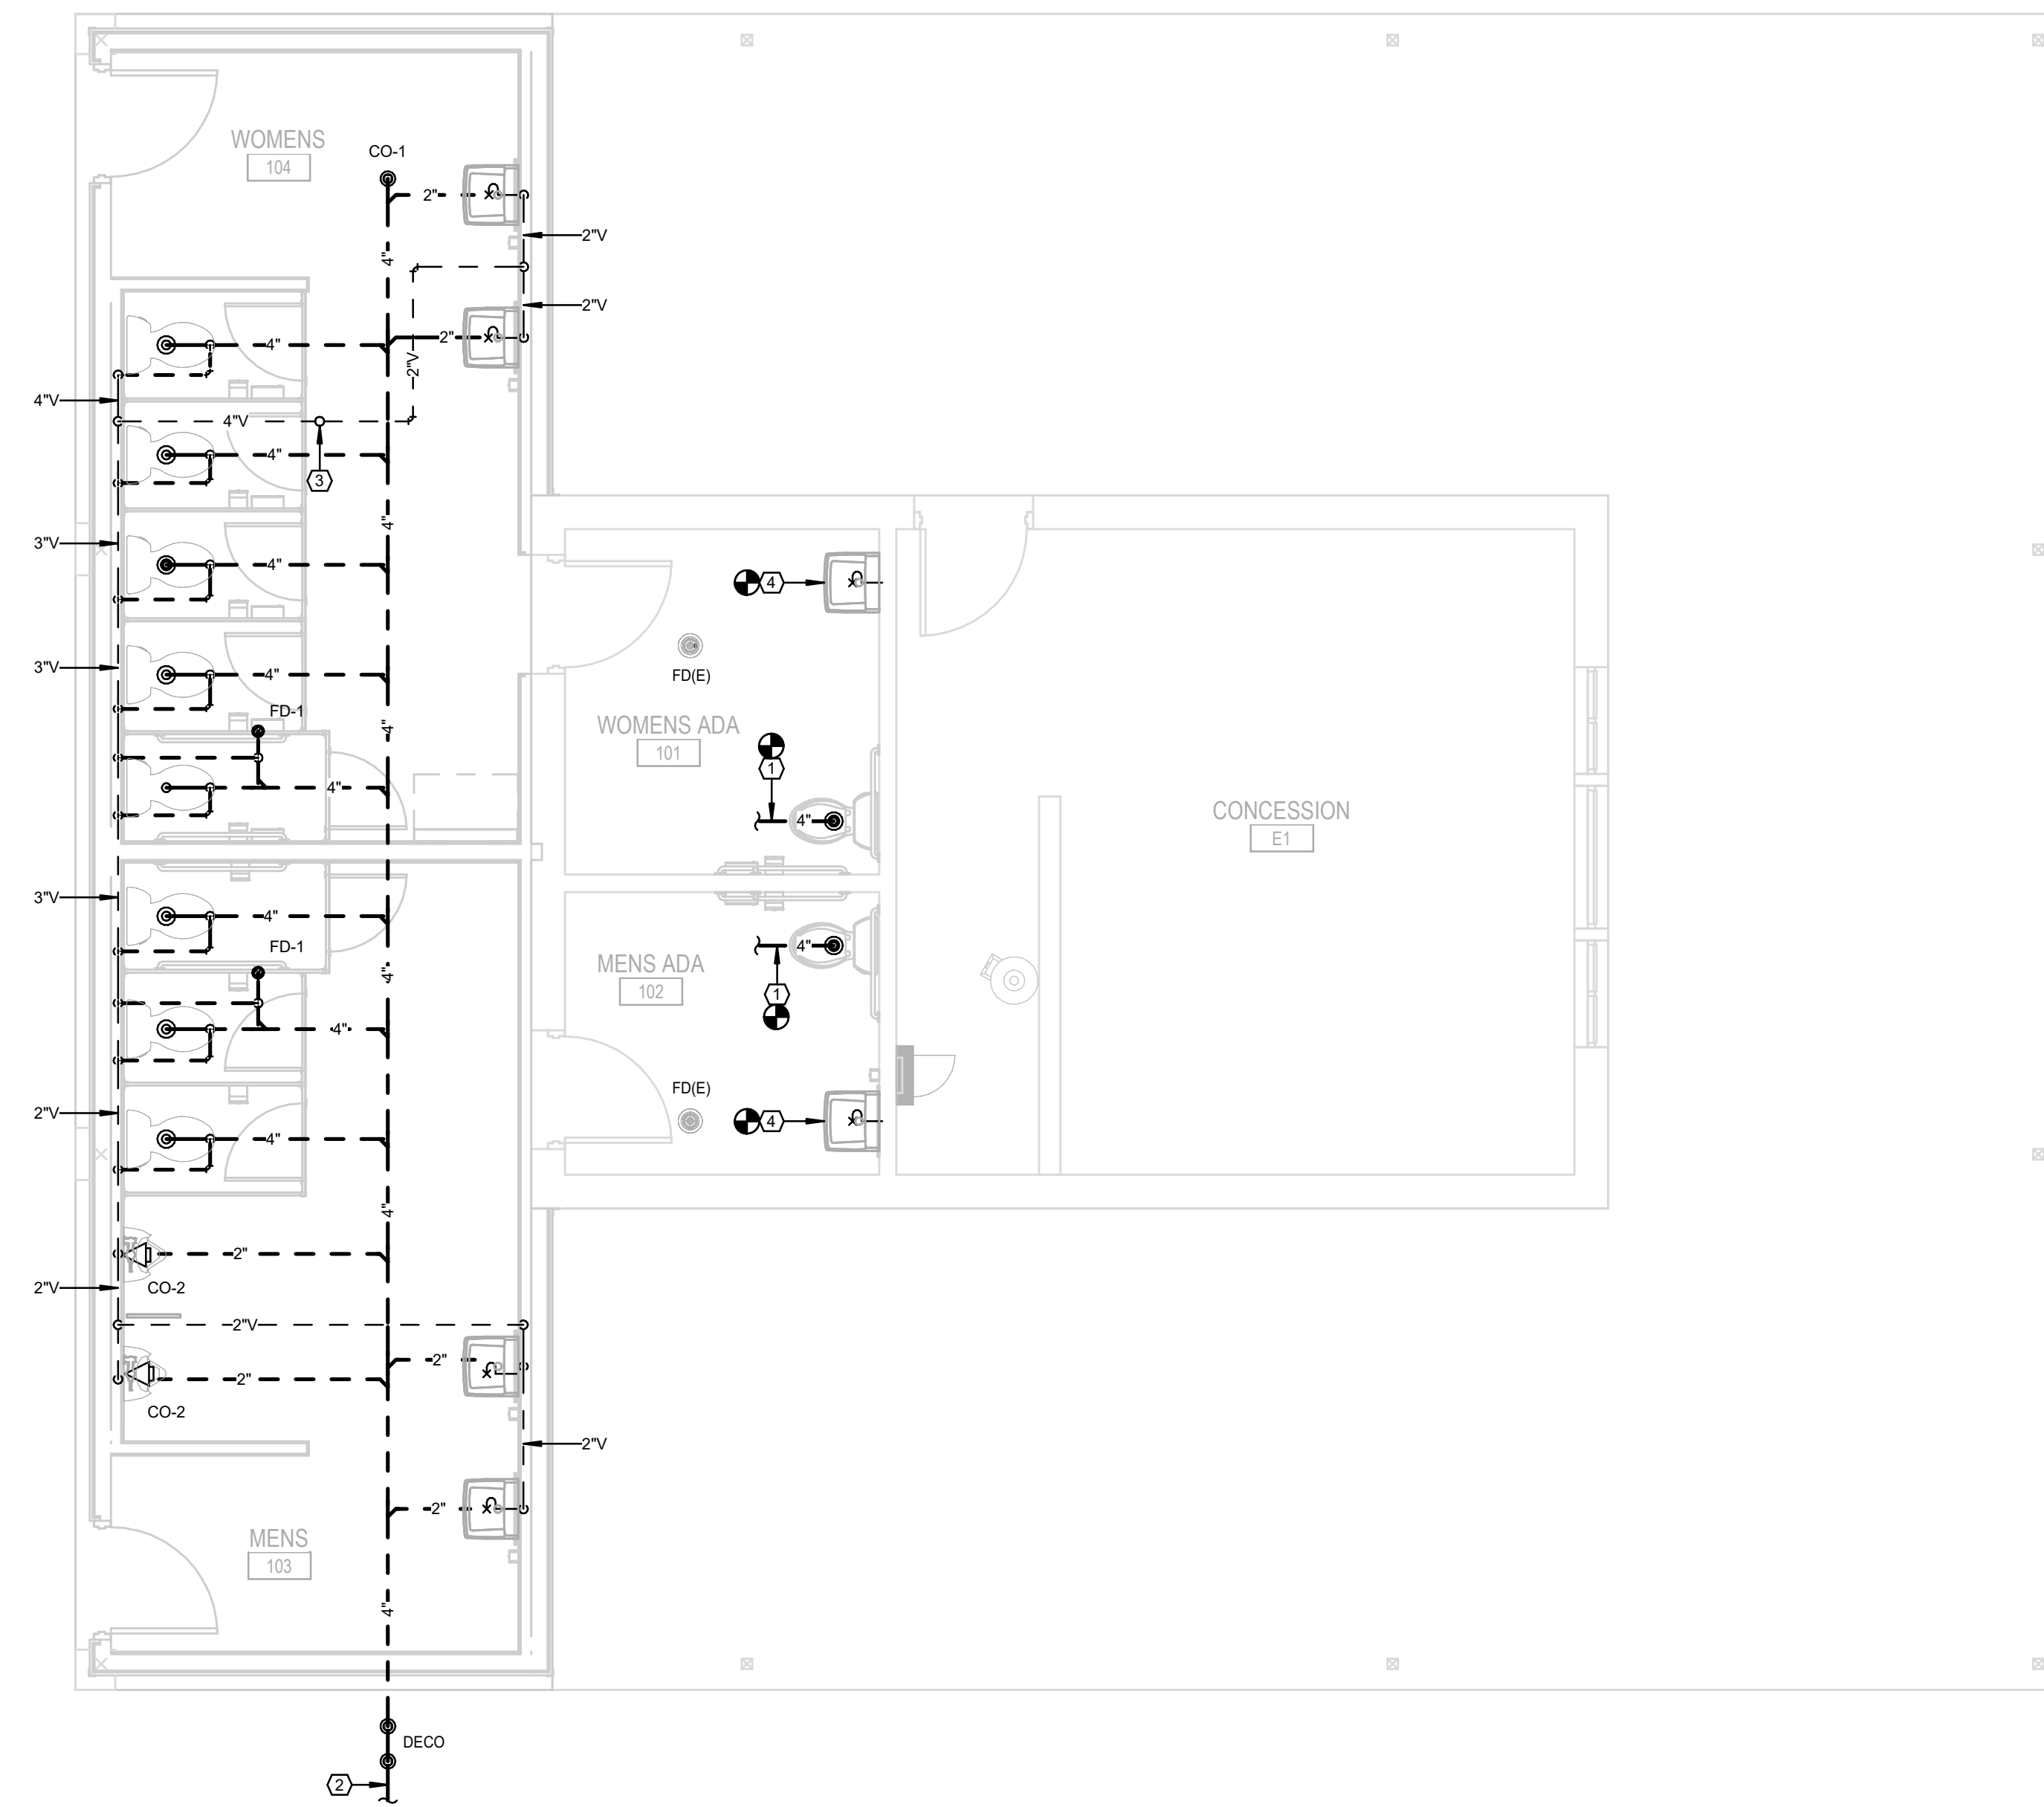 WOMENS
104
CO-1
2"
2"V
4"
2"V
2"
4"
2"V
4"V
4"V
4"
3
4"
3"V
4"
4
3"V
4"
FD(E)
FD-1
WOMENS ADA
101
4"
1
4"
4"
CONCESSION
E1
3"V
4"
FD-1
4"
MENS ADA
102
4"
1
4"
FD(E)
2"V
4
4"
4"
2"
CO-2
2"V
2"V
2"
2"
CO-2
2"V
2"
MENS
103
4"
DECO
2